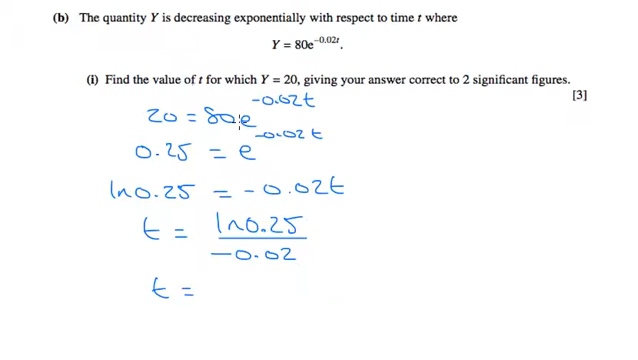 (b) The quantity Y is decreasing exponentially with respect to time t where
Y = 80e^−0.02t.
(i) Find the value of t for which Y = 20, giving your answer correct to 2 significant figures.
[3]
20 = 80e^−0.02t
0.25 = e^−0.02t
ln0.25 = −0.02t
t = ln0.25
−0.02
t =